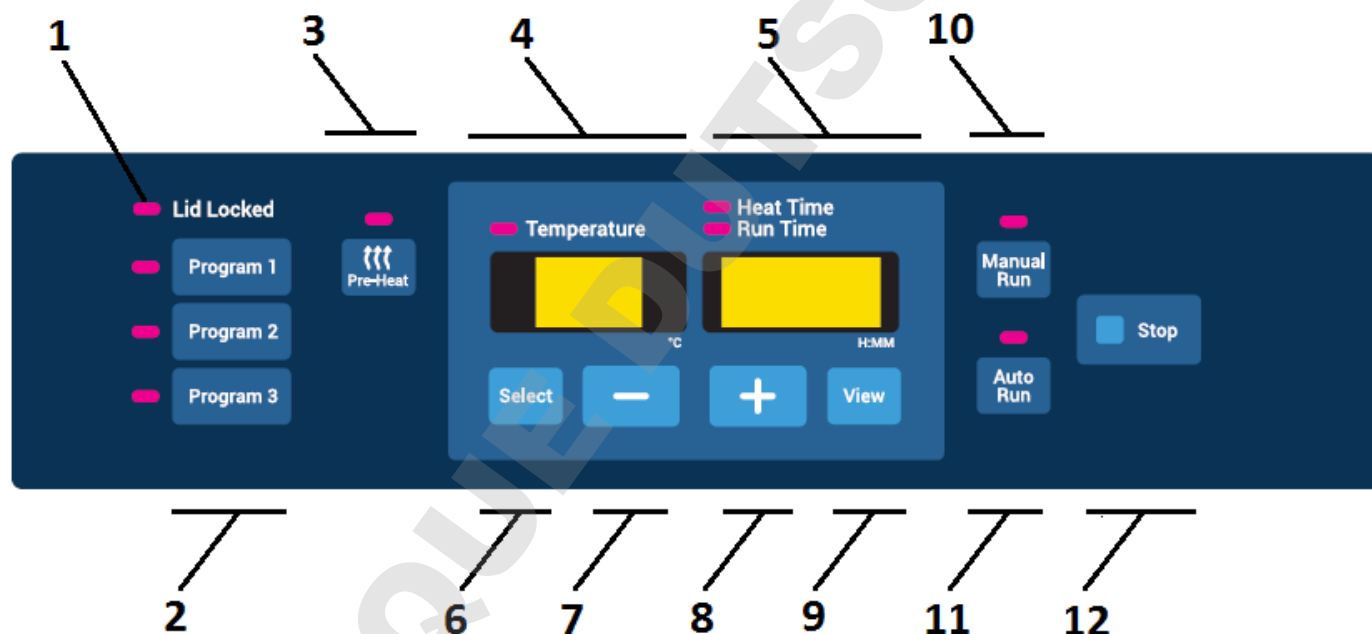 1
3
4
5
10
Lid Locked
Program 1
Program 2
Program 3
Pre-Heat
Temperature
Heat Time
Run Time
°C
H:MM
Select
−
+
View
Manual
Run
Auto
Run
Stop
2
6
7
8
9
11
12